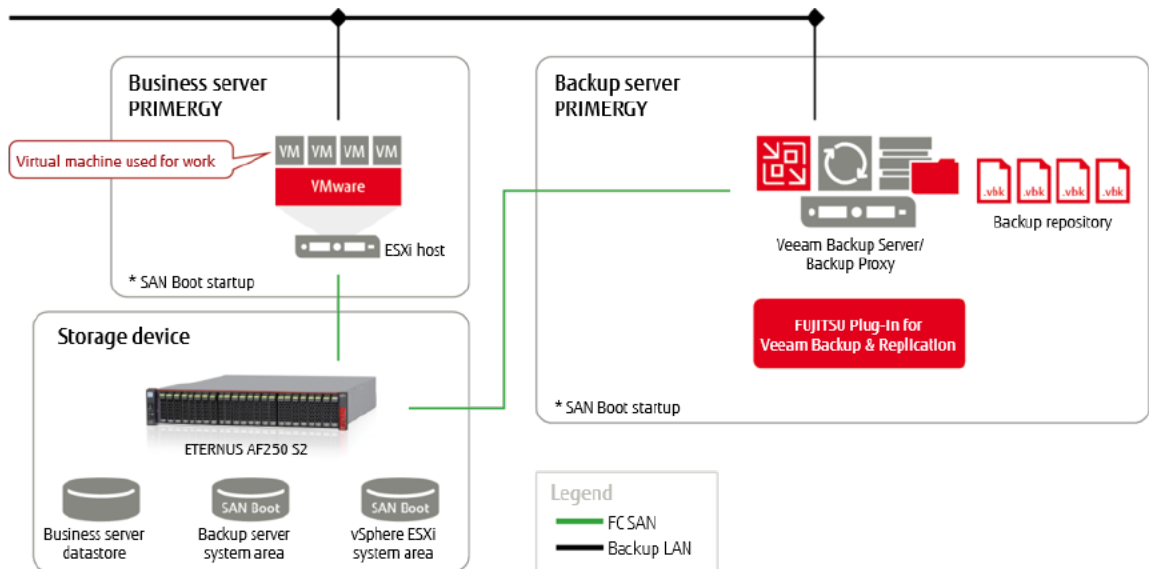 Business server
PRIMERGY
Virtual machine used for work
VM VM VM VM
VMware
ESXi host
* SAN Boot startup
Backup server
PRIMERGY
.vbk .vbk .vbk .vbk
Backup repository
Veeam Backup Server/
Backup Proxy
FUJITSU Plug-In for
Veeam Backup & Replication
* SAN Boot startup
Storage device
ETERNUS AF250 S2
Business server
datastore
SAN Boot
Backup server
system area
SAN Boot
vSphere ESXi
system area
Legend
FCSAN
Backup LAN